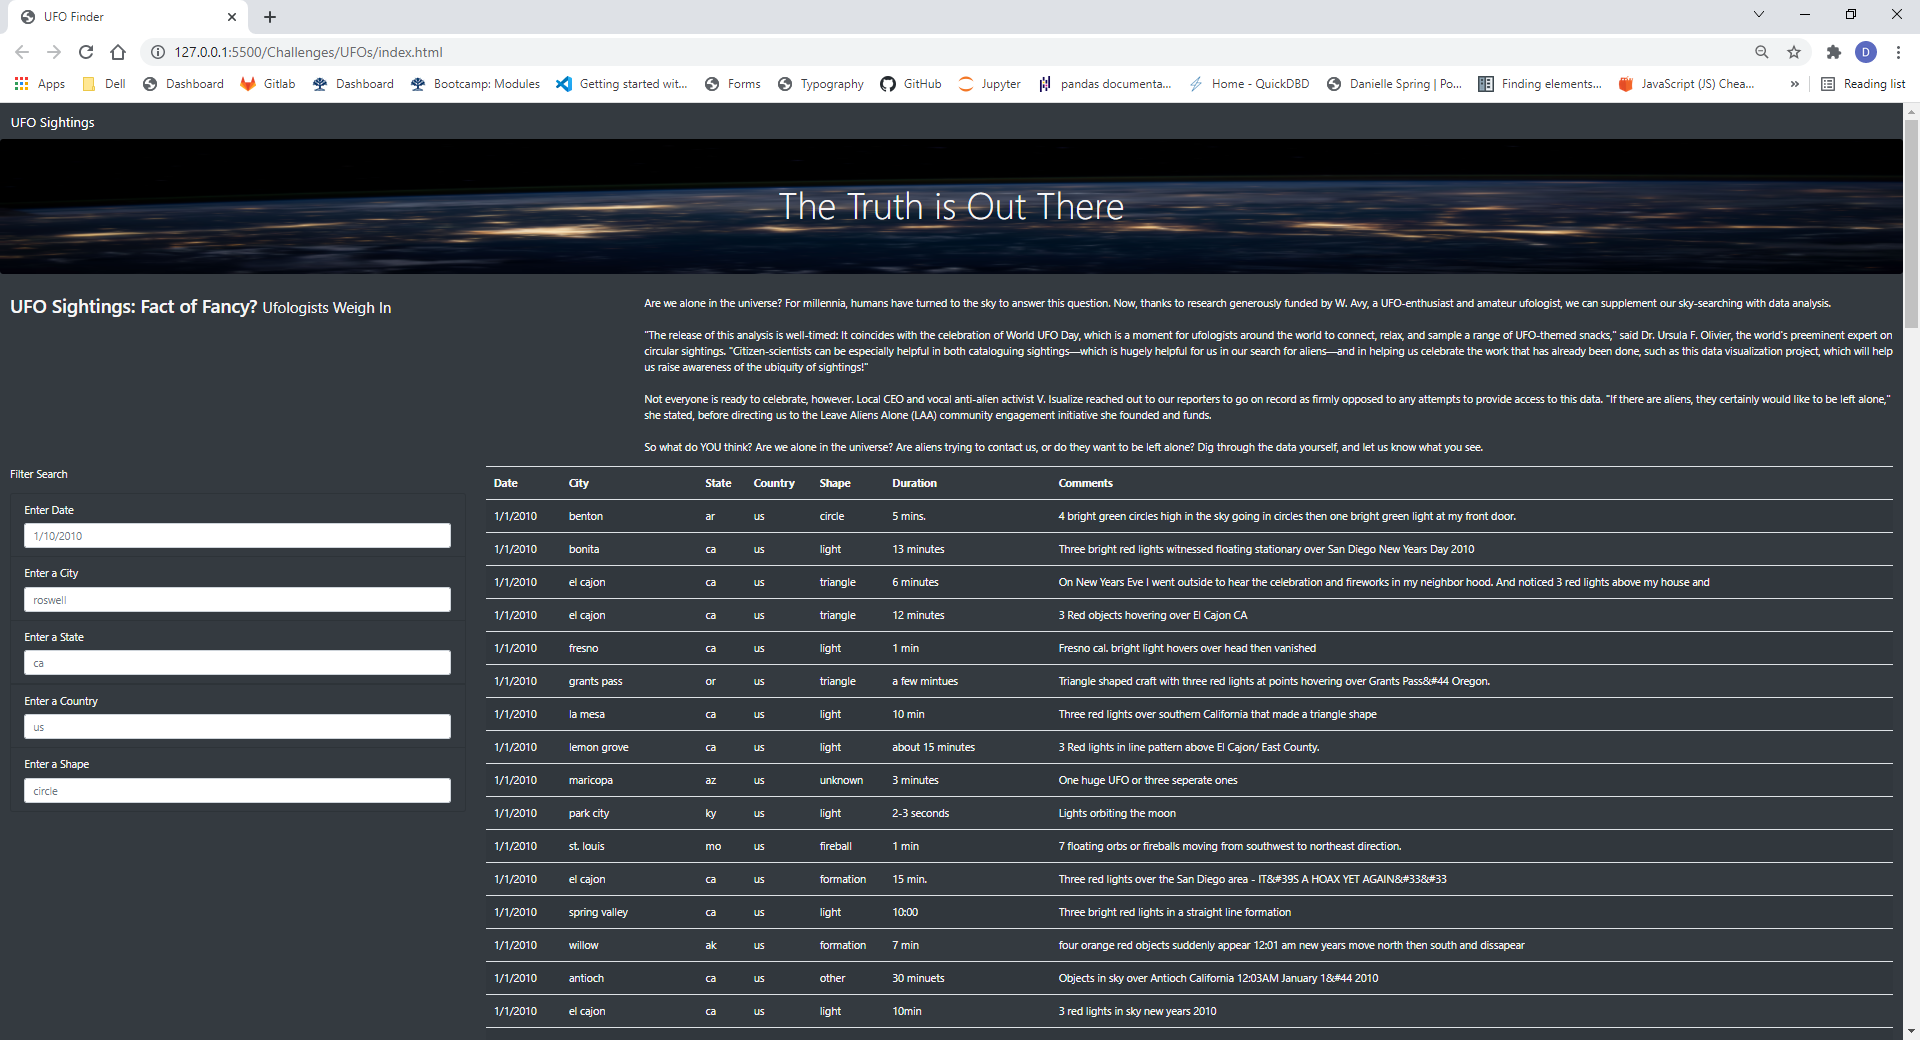 UFO Finder
127.0.0.1:5500/Challenges/UFOs/index.html
D
Apps Dell Dashboard Gitlab Dashboard Bootcamp: Modules Getting started wit... Forms Typography GitHub Jupyter pandas documenta... Home - QuickDBD Danielle Spring | Po... Finding elements... JavaScript (JS) Chea... » Reading list
UFO Sightings
The Truth is Out There
UFO Sightings: Fact of Fancy? Ufologists Weigh In
Are we alone in the universe? For millennia, humans have turned to the sky to answer this question. Now, thanks to research generously funded by W. Avy, a UFO-enthusiast and amateur ufologist, we can supplement our sky-searching with data analysis.
"The release of this analysis is well-timed: It coincides with the celebration of World UFO Day, which is a moment for ufologists around the world to connect, relax, and sample a range of UFO-themed snacks," said Dr. Ursula F. Olivier, the world's preeminent expert on
circular sightings. "Citizen-scientists can be especially helpful in both cataloguing sightings—which is hugely helpful for us in our search for aliens—and in helping us celebrate the work that has already been done, such as this data visualization project, which will help
us raise awareness of the ubiquity of sightings!"
Not everyone is ready to celebrate, however. Local CEO and vocal anti-alien activist V. Isualize reached out to our reporters to go on record as firmly opposed to any attempts to provide access to this data. "If there are aliens, they certainly would like to be left alone,"
she stated, before directing us to the Leave Aliens Alone (LAA) community engagement initiative she founded and funds.
So what do YOU think? Are we alone in the universe? Are aliens trying to contact us, or do they want to be left alone? Dig through the data yourself, and let us know what you see.
Filter Search
Enter Date
1/10/2010
Enter a City
roswell
Enter a State
ca
Enter a Country
us
Enter a Shape
circle
Date City State Country Shape Duration Comments
1/1/2010 benton ar us circle 5 mins. 4 bright green circles high in the sky going in circles then one bright green light at my front door.
1/1/2010 bonita ca us light 13 minutes Three bright red lights witnessed floating stationary over San Diego New Years Day 2010
1/1/2010 el cajon ca us triangle 6 minutes On New Years Eve I went outside to hear the celebration and fireworks in my neighbor hood. And noticed 3 red lights above my house and
1/1/2010 el cajon ca us triangle 12 minutes 3 Red objects hovering over El Cajon CA
1/1/2010 fresno ca us light 1 min Fresno cal. bright light hovers over head then vanished
1/1/2010 grants pass or us triangle a few mintues Triangle shaped craft with three red lights at points hovering over Grants Pass&#44 Oregon.
1/1/2010 la mesa ca us light 10 min Three red lights over southern California that made a triangle shape
1/1/2010 lemon grove ca us light about 15 minutes 3 Red lights in line pattern above El Cajon/ East County.
1/1/2010 maricopa az us unknown 3 minutes One huge UFO or three seperate ones
1/1/2010 park city ky us light 2-3 seconds Lights orbiting the moon
1/1/2010 st. louis mo us fireball 1 min 7 floating orbs or fireballs moving from southwest to northeast direction.
1/1/2010 el cajon ca us formation 15 min. Three red lights over the San Diego area - IT&#39S A HOAX YET AGAIN&#33&#33
1/1/2010 spring valley ca us light 10:00 Three bright red lights in a straight line formation
1/1/2010 willow ak us formation 7 min four orange red objects suddenly appear 12:01 am new years move north then south and dissapear
1/1/2010 antioch ca us other 30 minuets Objects in sky over Antioch California 12:03AM January 1&#44 2010
1/1/2010 el cajon ca us light 10min 3 red lights in sky new years 2010